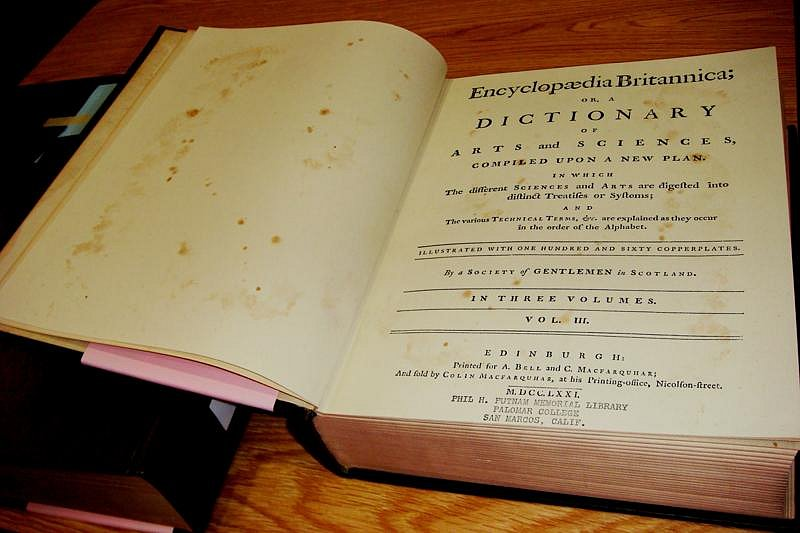 Encyclopædia Britannica;
OR, A
DICTIONARY
OF
ARTS and SCIENCES,
COMPILED UPON A NEW PLAN.
IN WHICH
The different SCIENCES and ARTS are digeſted into
diſtinct Treatiſes or Syſtems;
AND
The various TECHNICAL TERMS, &c. are explained as they occur
in the order of the Alphabet.
ILLUSTRATED WITH ONE HUNDRED AND SIXTY COPPERPLATES.
By a SOCIETY of GENTLEMEN in SCOTLAND.
IN THREE VOLUMES.
VOL. III.
EDINBURGH:
Printed for A. BELL and C. MACFARQUHAR;
And ſold by COLIN MACFARQUHAR, at his Printing-office, Nicolſon-ſtreet.
M.DCC.LXXI.
PHIL H. PUTNAM MEMORIAL LIBRARY
PALOMAR COLLEGE
SAN MARCOS, CALIF.